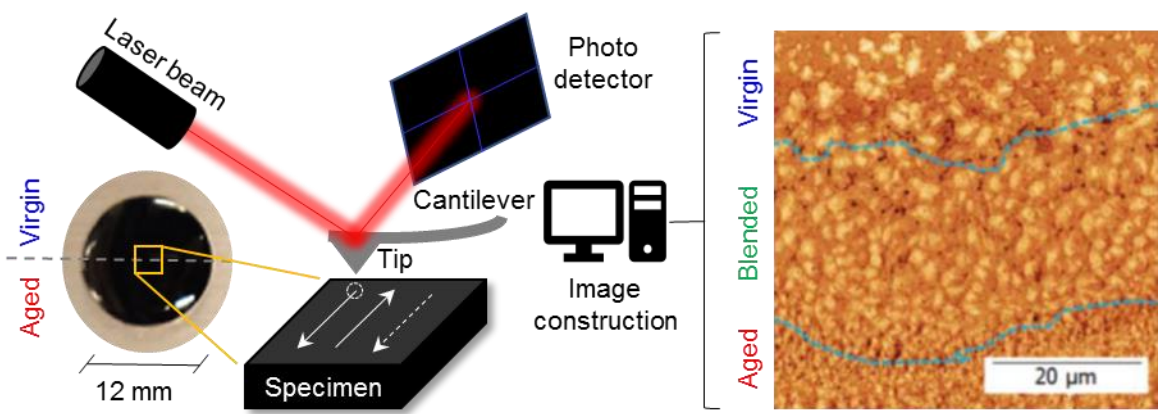 Laser beam
Photo
detector
Cantilever
Tip
Virgin
Aged
12 mm
Specimen
Image
construction
Virgin
Blended
Aged
20 μm